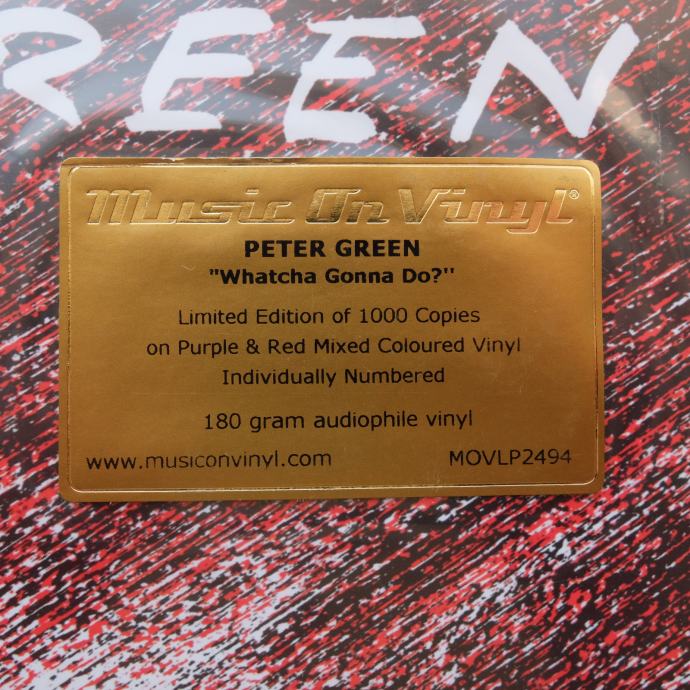 REEN
Music On Vinyl®
PETER GREEN
"Whatcha Gonna Do?"
Limited Edition of 1000 Copies
on Purple & Red Mixed Coloured Vinyl
Individually Numbered
180 gram audiophile vinyl
www.musiconvinyl.com MOVLP2494